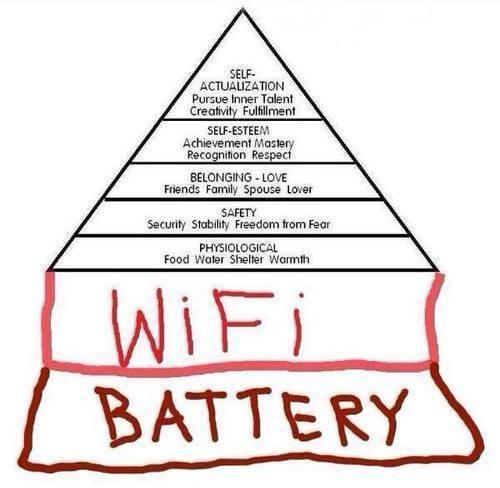 SELF-
ACTUALIZATION
Pursue Inner Talent
Creativity Fulfillment
SELF-ESTEEM
Achievement Mastery
Recognition Respect
BELONGING - LOVE
Friends Family Spouse Lover
SAFETY
Security Stability Freedom from Fear
PHYSIOLOGICAL
Food Water Shelter Warmth
WiFi
BATTERY